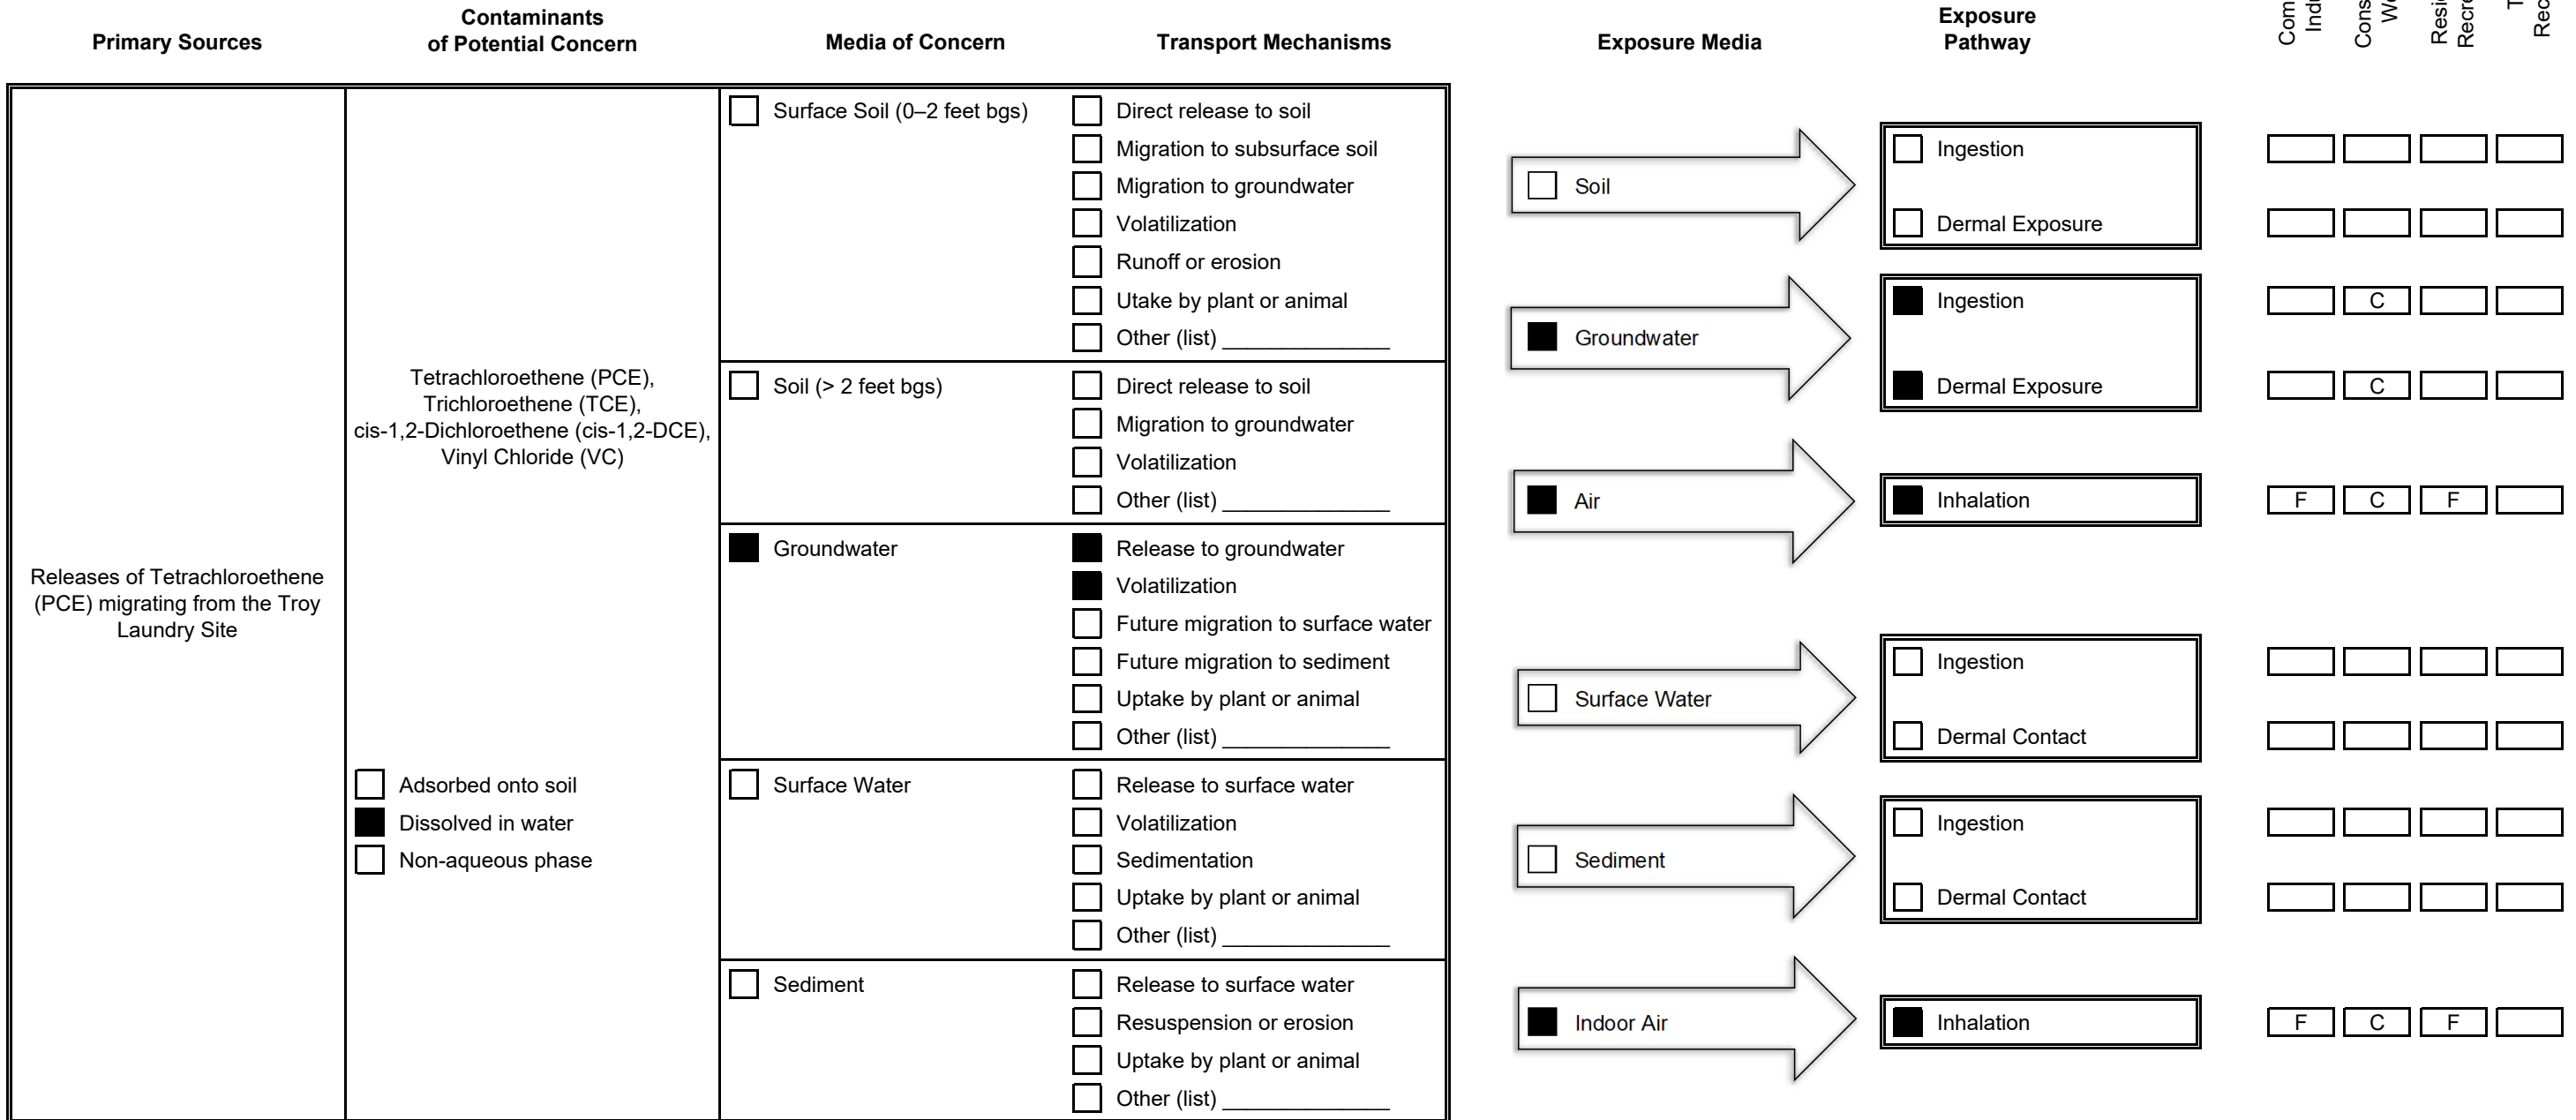 Primary Sources
Contaminants
of Potential Concern
Media of Concern
Transport Mechanisms
Exposure Media
Exposure
Pathway
Releases of Tetrachloroethene
(PCE) migrating from the Troy
Laundry Site
Tetrachloroethene (PCE),
Trichloroethene (TCE),
cis-1,2-Dichloroethene (cis-1,2-DCE),
Vinyl Chloride (VC)
Adsorbed onto soil
Dissolved in water
Non-aqueous phase
Surface Soil (0–2 feet bgs)
Direct release to soil
Migration to subsurface soil
Migration to groundwater
Volatilization
Runoff or erosion
Utake by plant or animal
Other (list) ______________
Soil (> 2 feet bgs)
Direct release to soil
Migration to groundwater
Volatilization
Other (list) ______________
Groundwater
Release to groundwater
Volatilization
Future migration to surface water
Future migration to sediment
Uptake by plant or animal
Other (list) ______________
Surface Water
Release to surface water
Volatilization
Sedimentation
Uptake by plant or animal
Other (list) ______________
Sediment
Release to surface water
Resuspension or erosion
Uptake by plant or animal
Other (list) ______________
Soil
Ingestion
Dermal Exposure
Groundwater
Ingestion
C
Dermal Exposure
C
Air
Inhalation
F C F
Surface Water
Ingestion
Dermal Contact
Sediment
Ingestion
Dermal Contact
Indoor Air
Inhalation
F C F